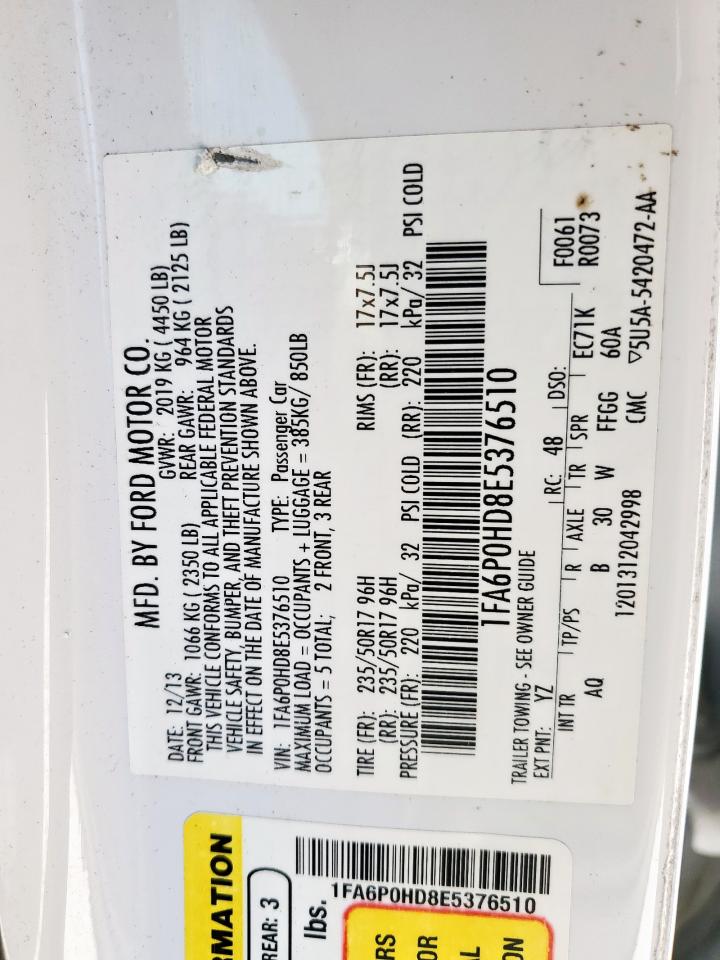 MFD. BY FORD MOTOR CO.
DATE: 12/13 GVWR: 2019 KG ( 4450 LB)
FRONT GAWR: 1066 KG ( 2350 LB) REAR GAWR: 964 KG ( 2125 LB)
THIS VEHICLE CONFORMS TO ALL APPLICABLE FEDERAL MOTOR
VEHICLE SAFETY, BUMPER, AND THEFT PREVENTION STANDARDS
IN EFFECT ON THE DATE OF MANUFACTURE SHOWN ABOVE.
VIN: 1FA6P0HD8E5376510 TYPE: Passenger Car
MAXIMUM LOAD = OCCUPANTS + LUGGAGE = 385KG/ 850LB
OCCUPANTS = 5 TOTAL; 2 FRONT, 3 REAR
TIRE (FR): 235/50R17 96H RIMS (FR): 17x7.5J
(RR): 235/50R17 96H (RR): 17x7.5J
PRESSURE (FR): 220 kPa/ 32 PSI COLD (RR): 220 kPa/ 32 PSI COLD
1FA6P0HD8E5376510
TRAILER TOWING - SEE OWNER GUIDE
EXT PNT: YZ RC: 48 DSO: F0061
R0073
INT TR TP/PS R AXLE TR SPR EC71K
AQ B 30 W FFGG 60A
1201312042998 CMC ▽5U5A-5420472-AA
RMATION
REAR: 3
lbs.
1FA6P0HD8E5376510
RS
OR
AL
ON